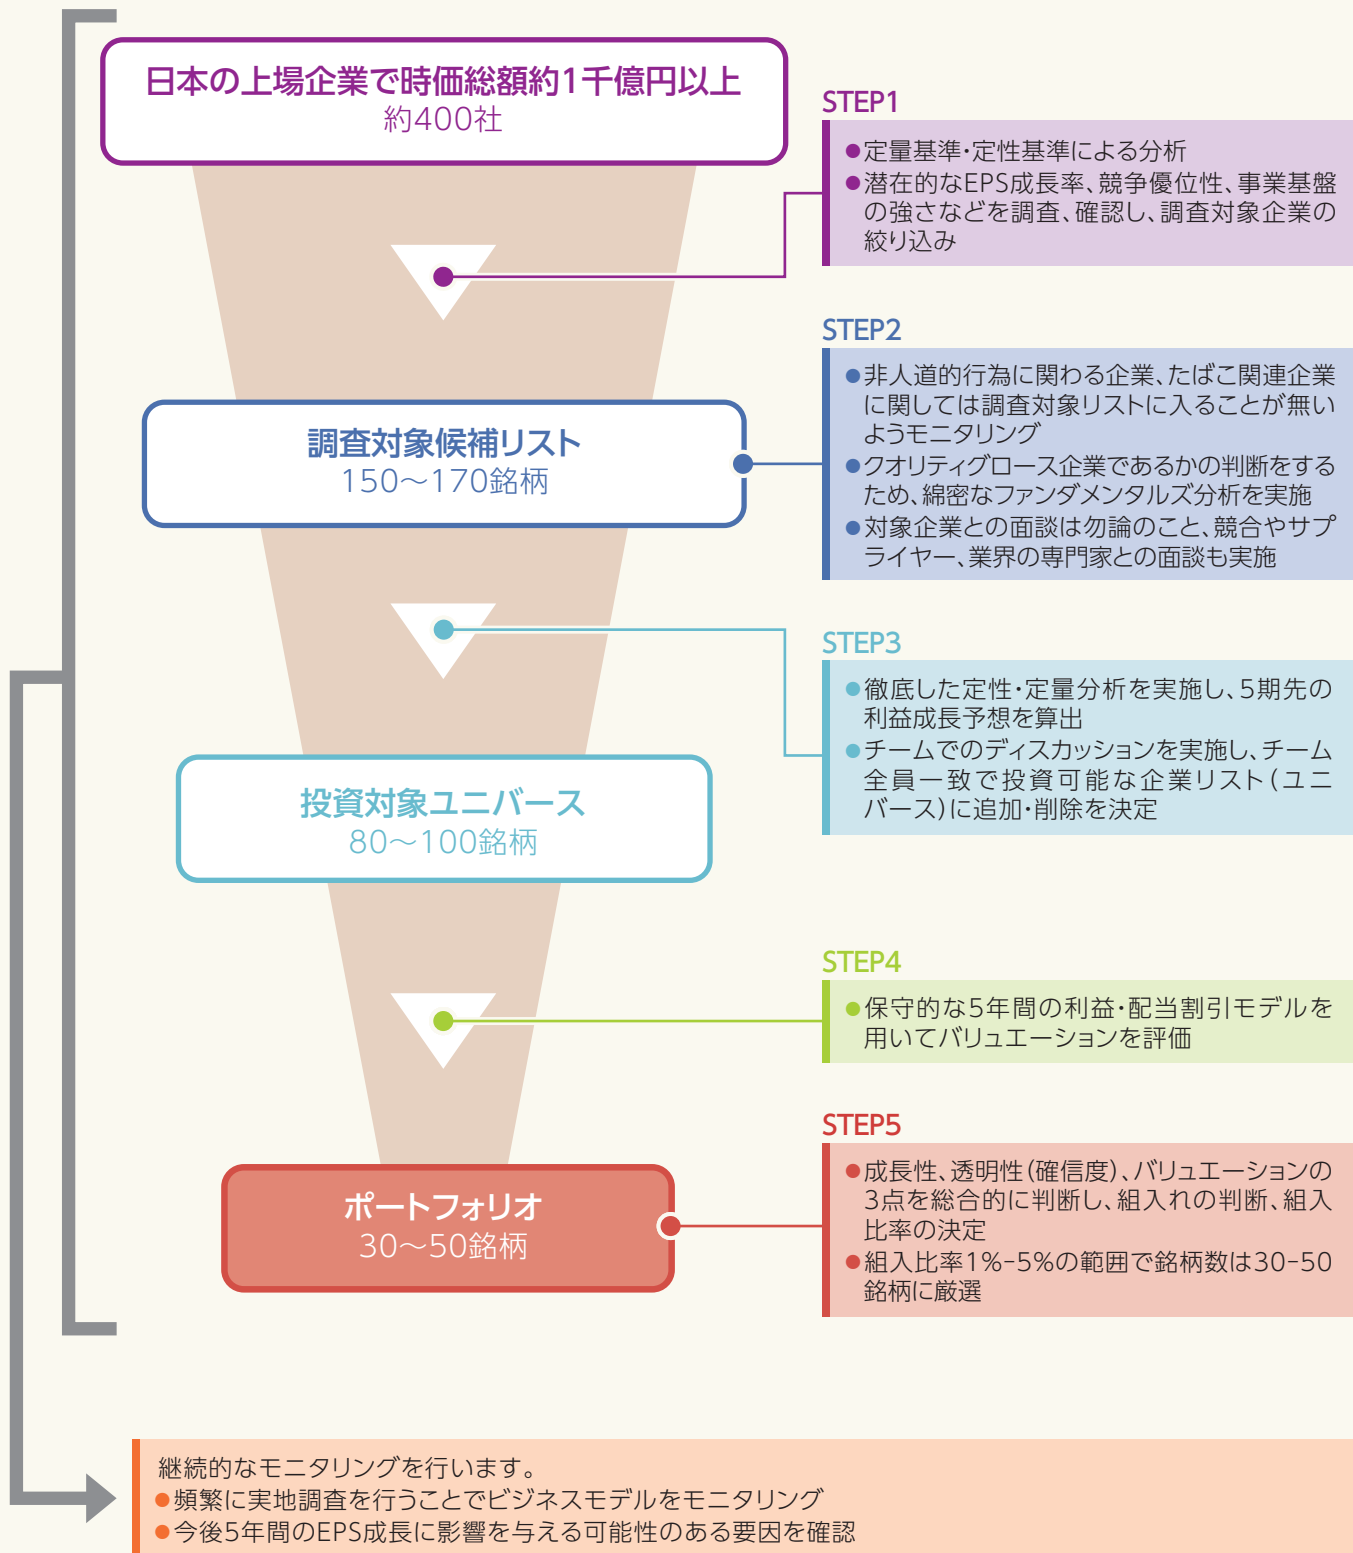 日本の上場企業で時価総額約1千億円以上
約400社
STEP1
●定量基準・定性基準による分析
●潜在的なEPS成長率、競争優位性、事業基盤
の強さなどを調査、確認し、調査対象企業の
絞り込み
調査対象候補リスト
150～170銘柄
STEP2
●非人道的行為に関わる企業、たばこ関連企業
に関しては調査対象リストに入ることが無い
ようモニタリング
●クオリティグロース企業であるかの判断をする
ため、綿密なファンダメンタルズ分析を実施
●対象企業との面談は勿論のこと、競合やサプ
ライヤー、業界の専門家との面談も実施
STEP3
●徹底した定性・定量分析を実施し、5期先の
利益成長予想を算出
●チームでのディスカッションを実施し、チーム
全員一致で投資可能な企業リスト（ユニ
バース）に追加・削除を決定
投資対象ユニバース
80～100銘柄
STEP4
●保守的な5年間の利益・配当割引モデルを
用いてバリュエーションを評価
STEP5
●成長性、透明性（確信度）、バリュエーションの
3点を総合的に判断し、組入れの判断、組入
比率の決定
●組入比率1%-5%の範囲で銘柄数は30-50
銘柄に厳選
ポートフォリオ
30～50銘柄
継続的なモニタリングを行います。
●頻繁に実地調査を行うことでビジネスモデルをモニタリング
●今後5年間のEPS成長に影響を与える可能性のある要因を確認